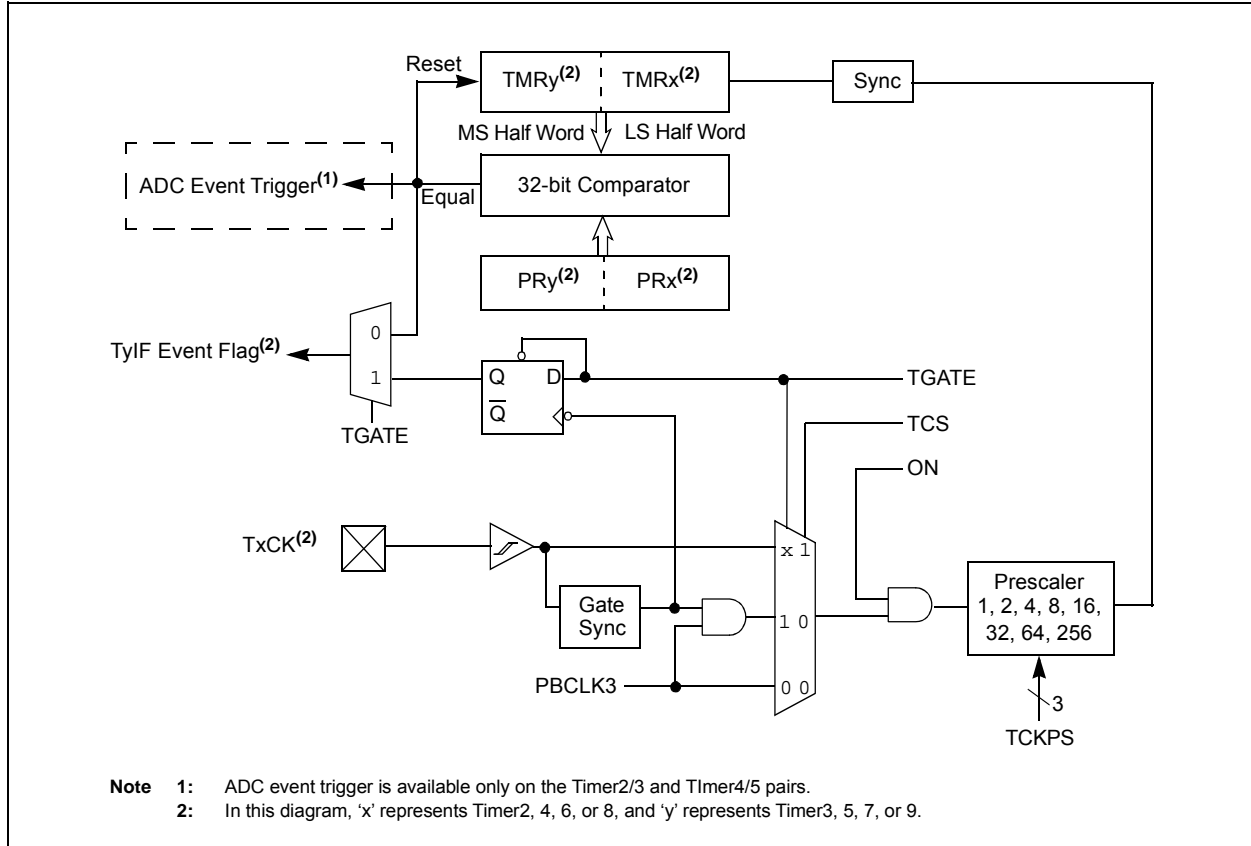 Reset
TMRy(2) TMRx(2)
Sync
MS Half Word LS Half Word
ADC Event Trigger(1)
Equal
32-bit Comparator
PRy(2) PRx(2)
0
TyIF Event Flag(2)
1
Q D
Q
TGATE
TGATE
TCS
ON
TxCK(2)
x 1
Gate
Sync
1 0
Prescaler
1, 2, 4, 8, 16,
32, 64, 256
PBCLK3
0 0
3
TCKPS
Note 1: ADC event trigger is available only on the Timer2/3 and TImer4/5 pairs.
2: In this diagram, ‘x’ represents Timer2, 4, 6, or 8, and ‘y’ represents Timer3, 5, 7, or 9.